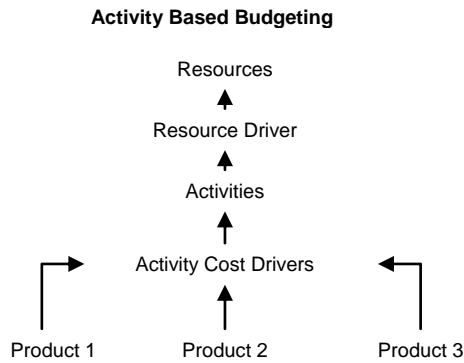 Activity Based Budgeting
Resources
Resource Driver
Activities
Activity Cost Drivers
Product 1 Product 2 Product 3